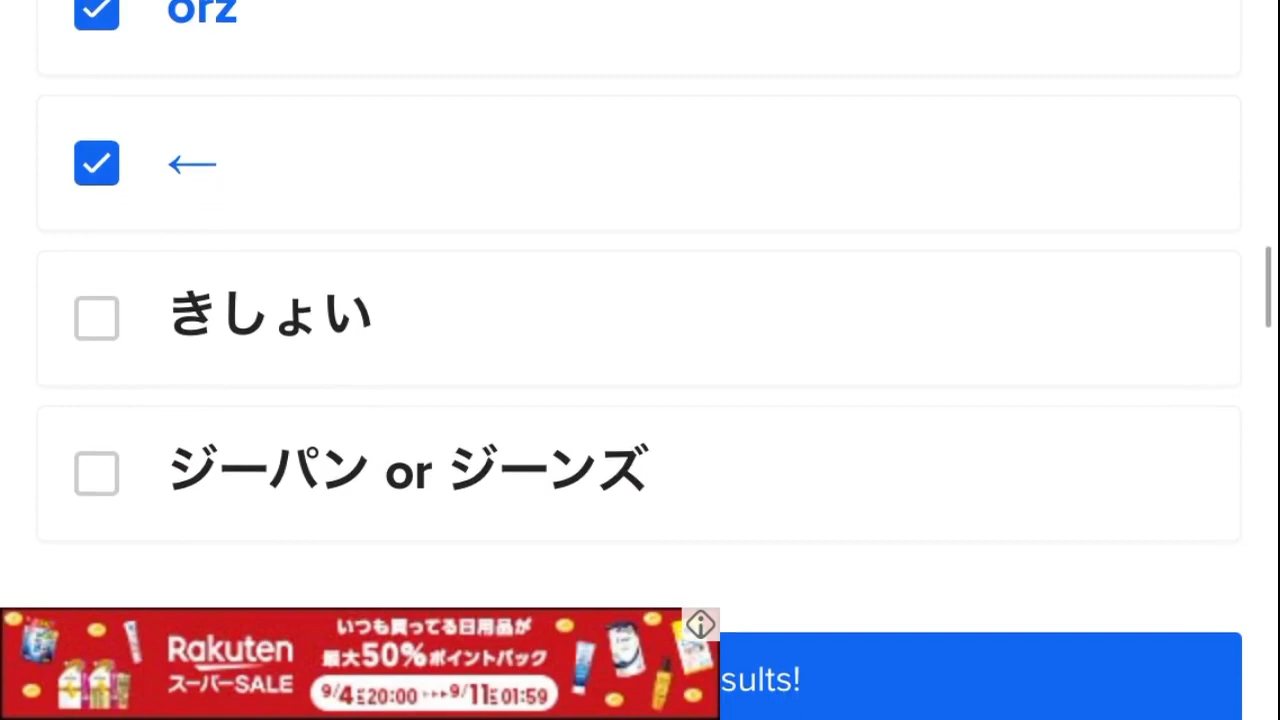 orz
←
きしょい
ジーパン or ジーンズ
いつも買ってる日用品が
Rakuten
最大50%ポイントバック
スーパーSALE
9/4 20:00 9/11 01:59
sults!